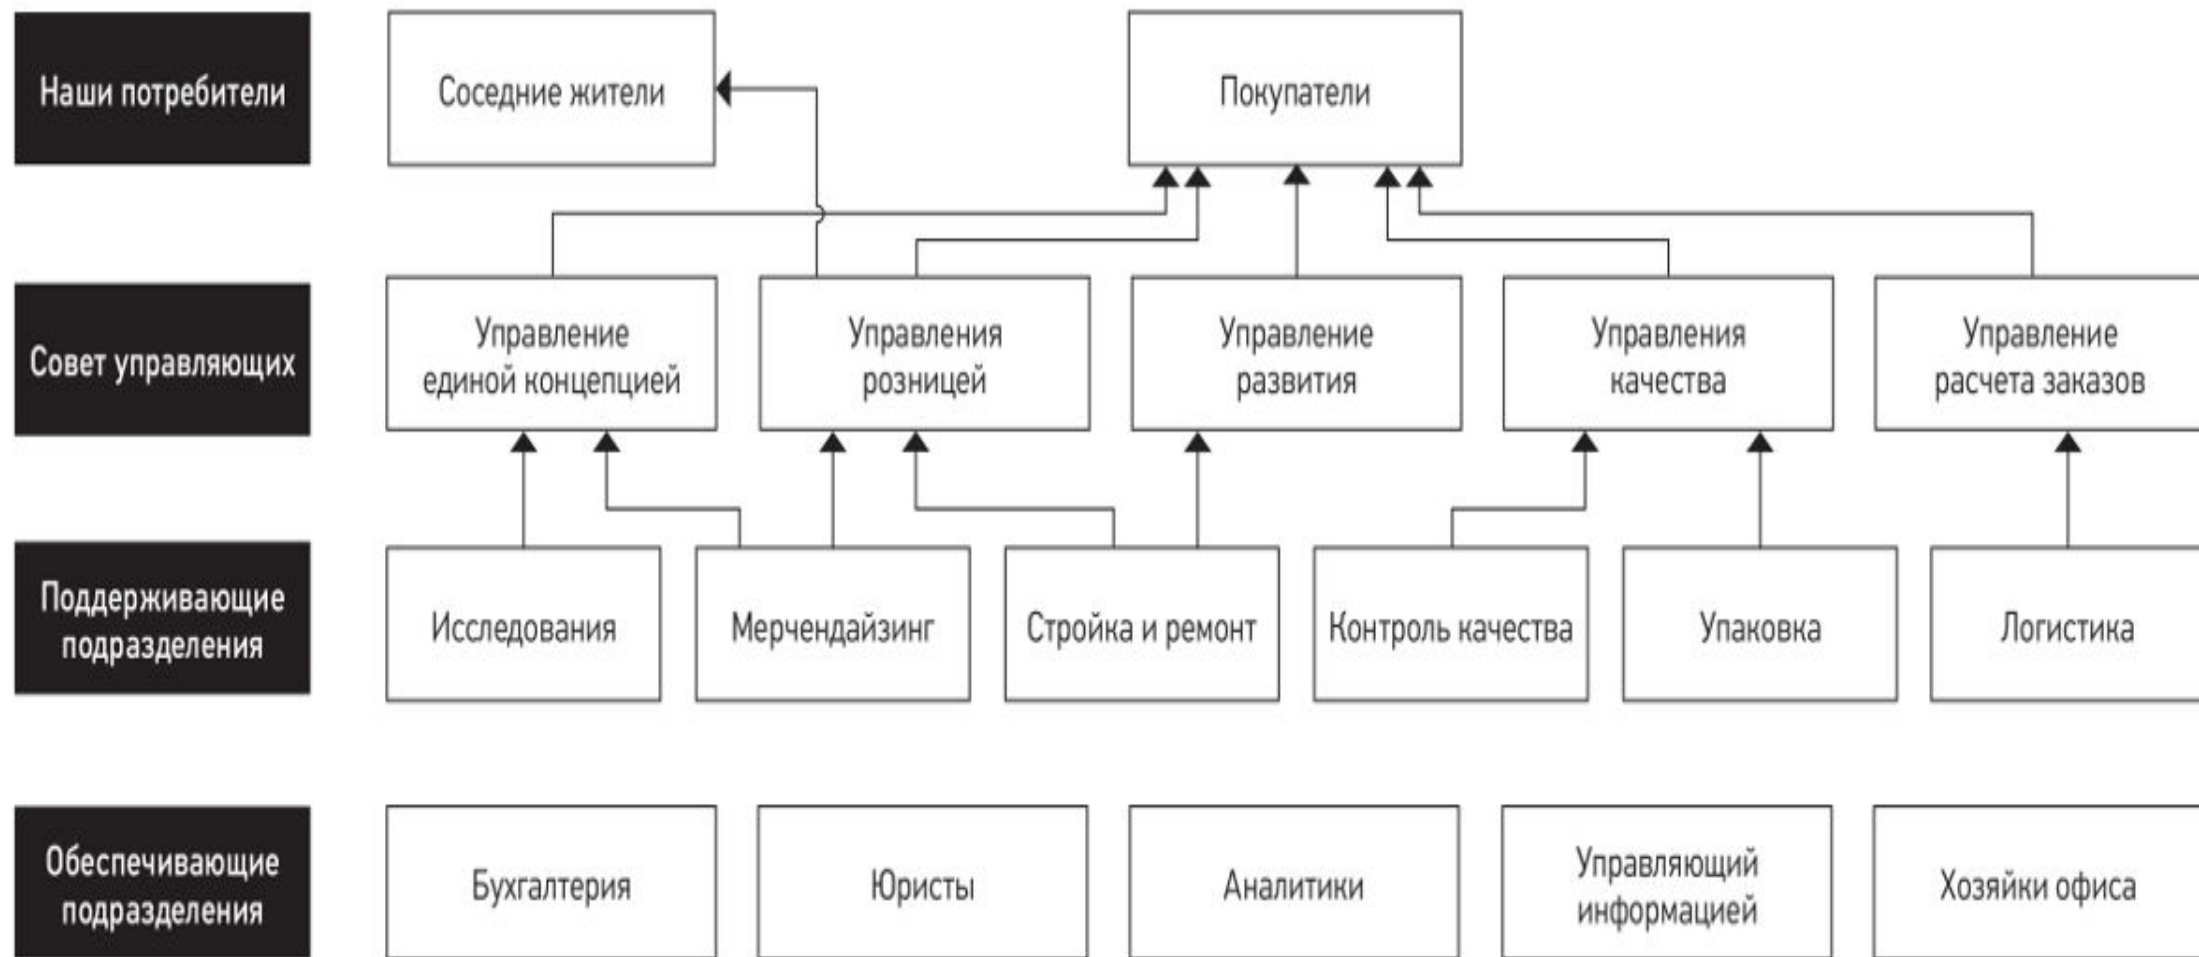 Наши потребители
Соседние жители
Покупатели
Совет управляющих
Управление
единой концепцией
Управления
розницей
Управление
развития
Управления
качества
Управление
расчета заказов
Поддерживающие
подразделения
Исследования
Мерчендайзинг
Стройка и ремонт
Контроль качества
Упаковка
Логистика
Обеспечивающие
подразделения
Бухгалтерия
Юристы
Аналитики
Управляющий
информацией
Хозяйки офиса